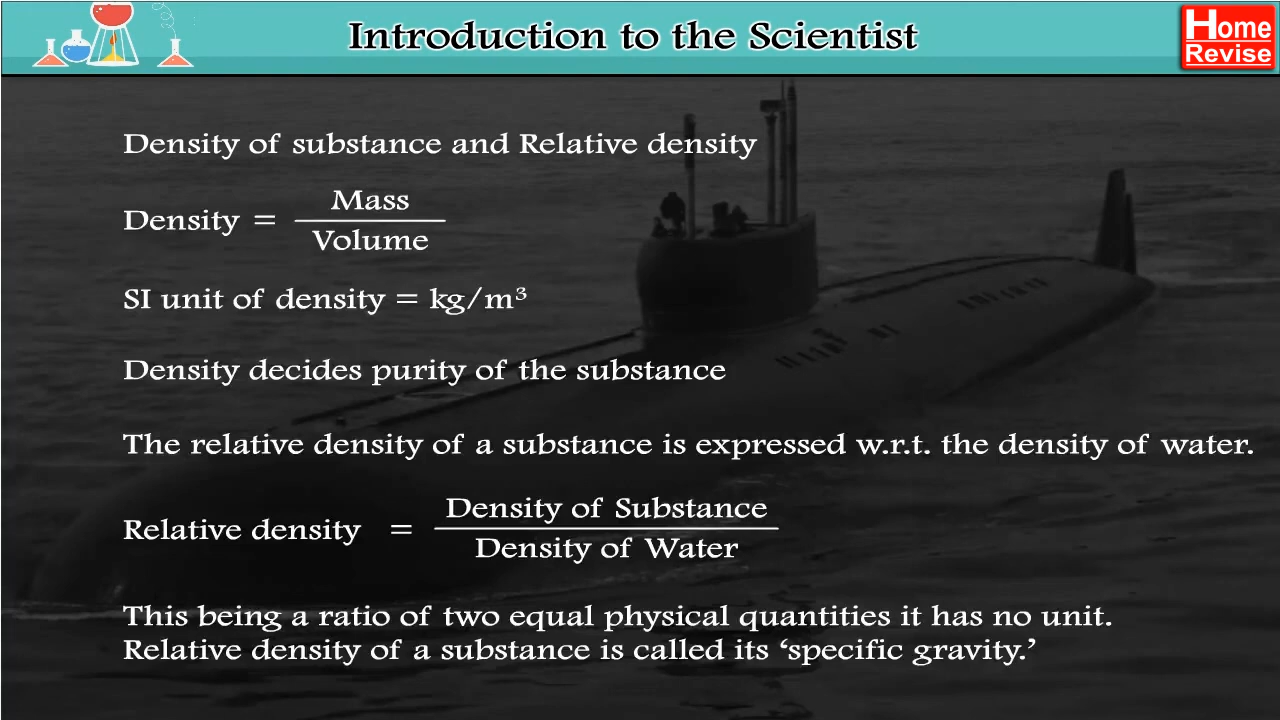 Introduction to the Scientist
Home
Revise
Density of substance and Relative density
Density = Mass
Volume
SI unit of density = kg/m³
Density decides purity of the substance
The relative density of a substance is expressed w.r.t. the density of water.
Relative density = Density of Substance
Density of Water
This being a ratio of two equal physical quantities it has no unit.
Relative density of a substance is called its ‘specific gravity.’